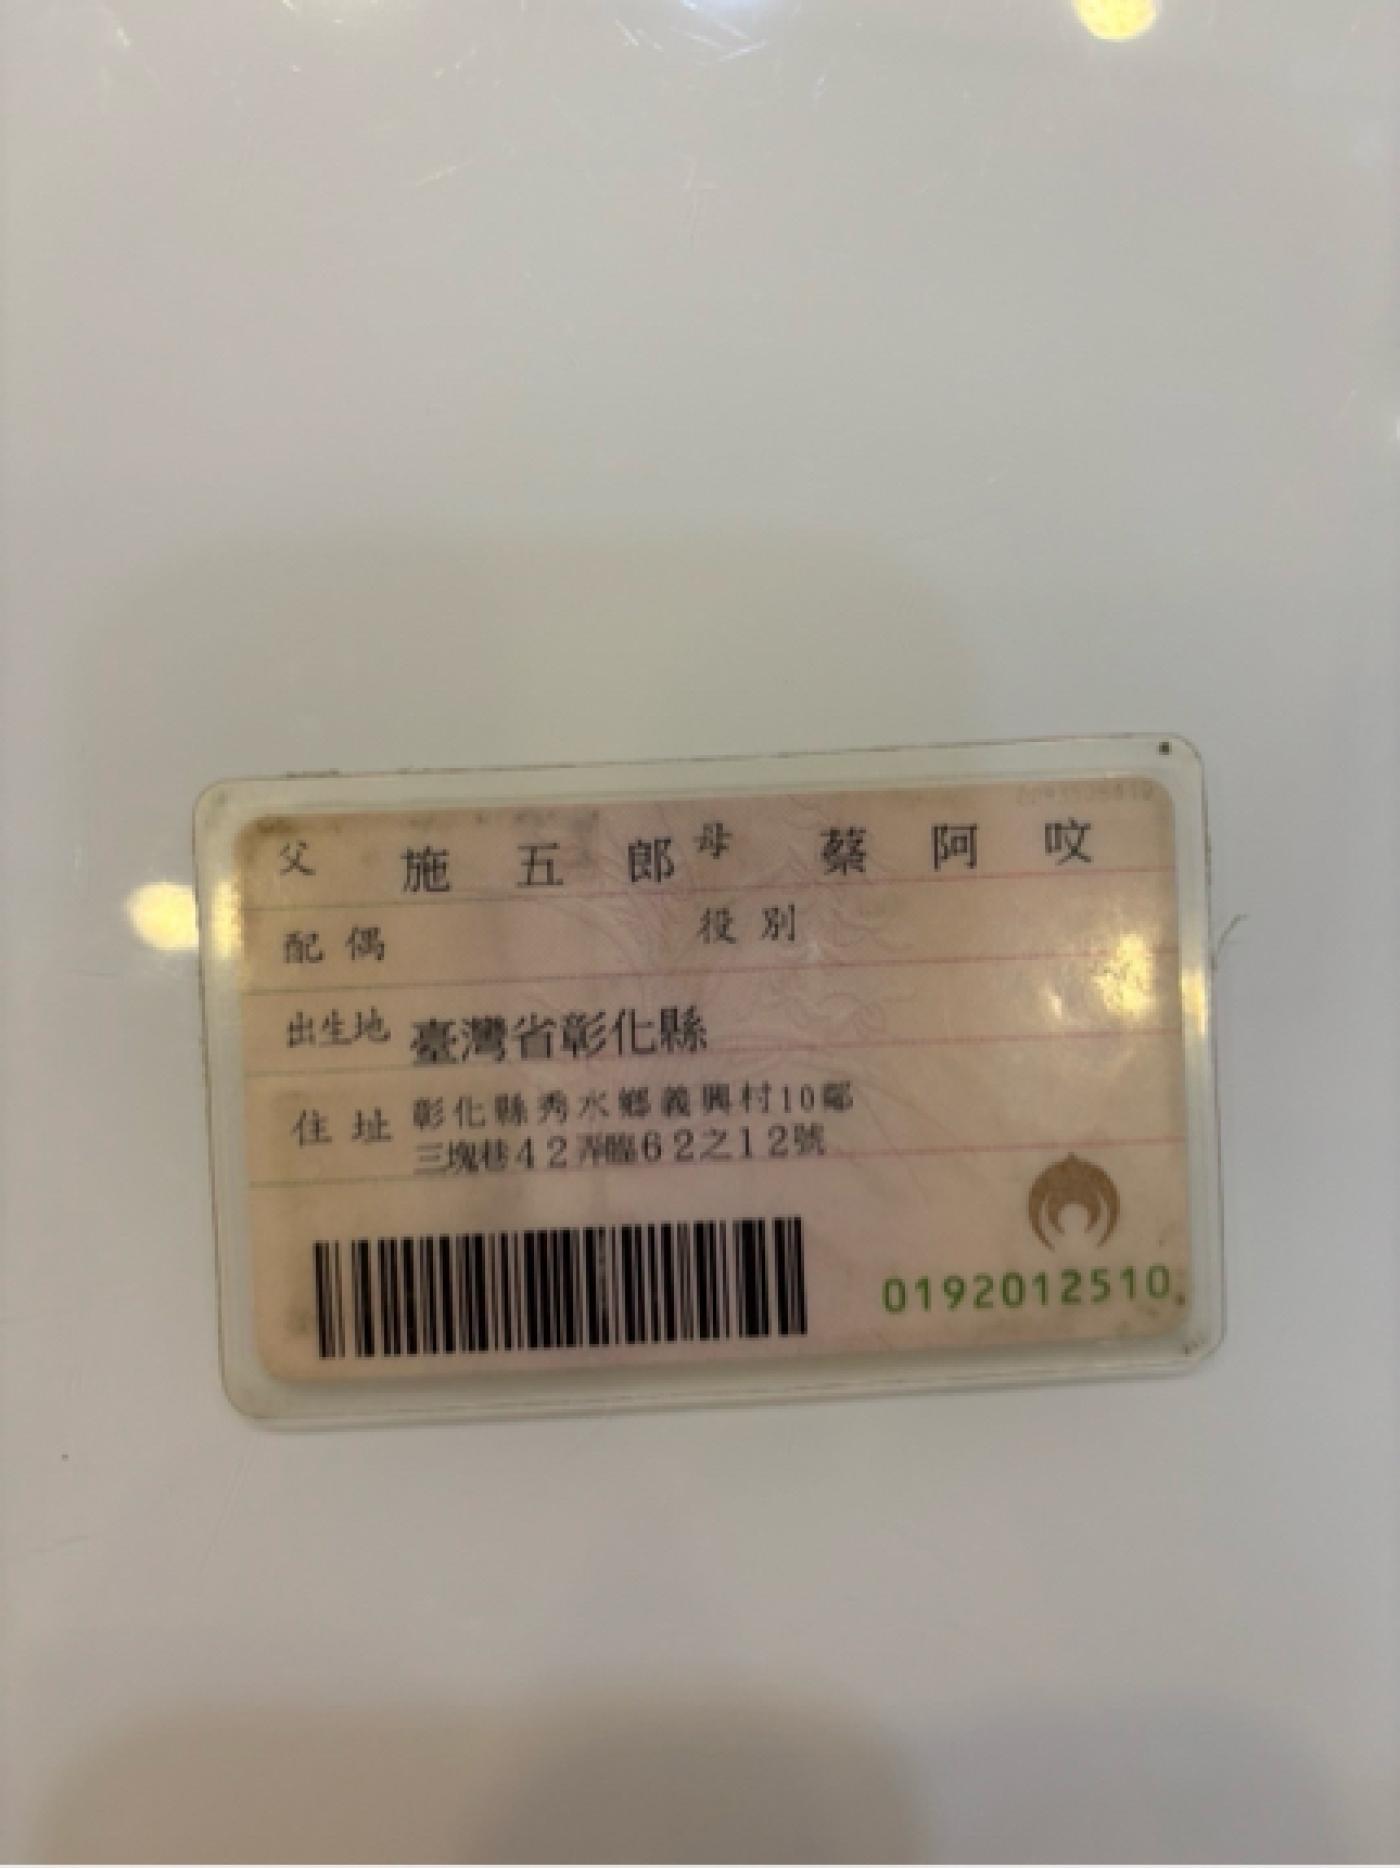 父 施五郎 母 蔡阿㕮
配偶 役別
出生地 臺灣省彰化縣
住址 彰化縣秀水鄉義興村10鄰
三塊巷42弄臨62之12號
0192012510